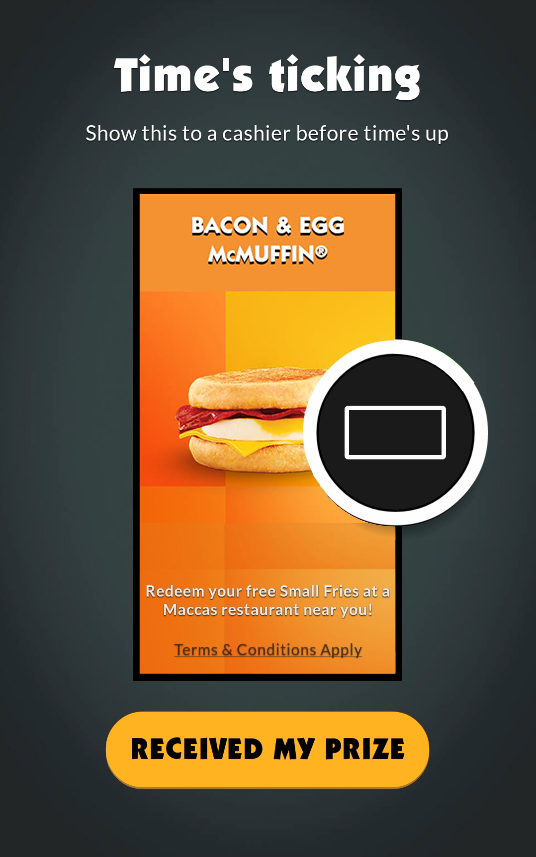 Time's ticking
Show this to a cashier before time's up
BACON & EGG
McMUFFIN®
Redeem your free Small Fries at a
Maccas restaurant near you!
Terms & Conditions Apply
RECEIVED MY PRIZE